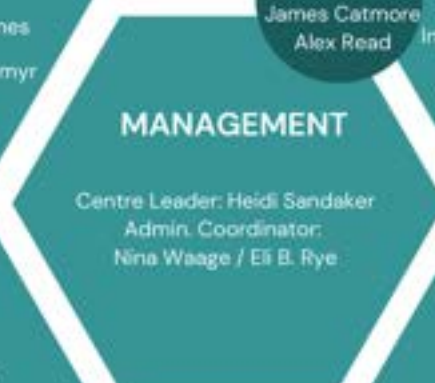 James Catmore
Alex Read
MANAGEMENT
Centre Leader: Heidi Sandaker
Admin. Coordinator:
Nina Waage / Eli B. Rye